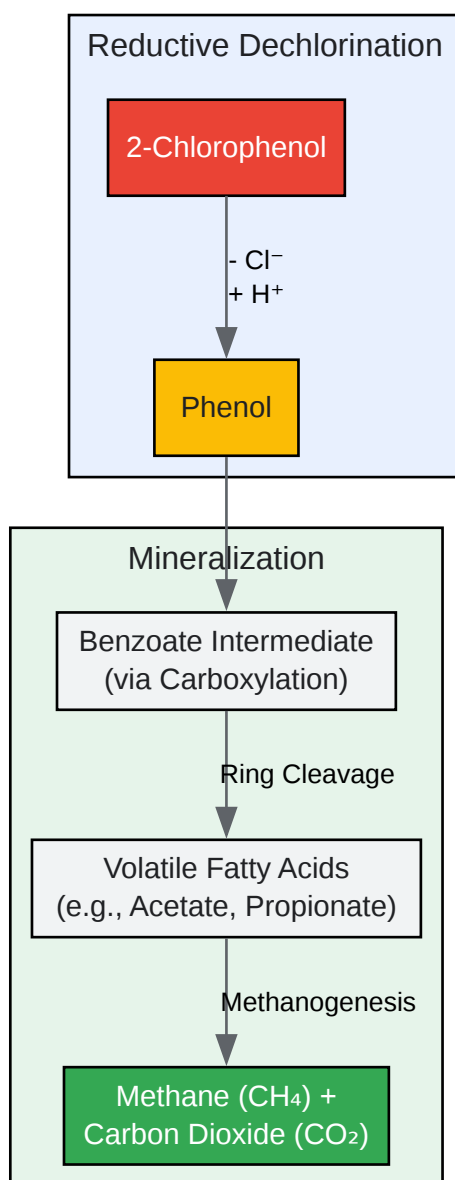 Reductive Dechlorination
2-Chlorophenol
- Cl⁻
+ H⁺
Phenol
Mineralization
Benzoate Intermediate
(via Carboxylation)
Ring Cleavage
Volatile Fatty Acids
(e.g., Acetate, Propionate)
Methanogenesis
Methane (CH₄) +
Carbon Dioxide (CO₂)